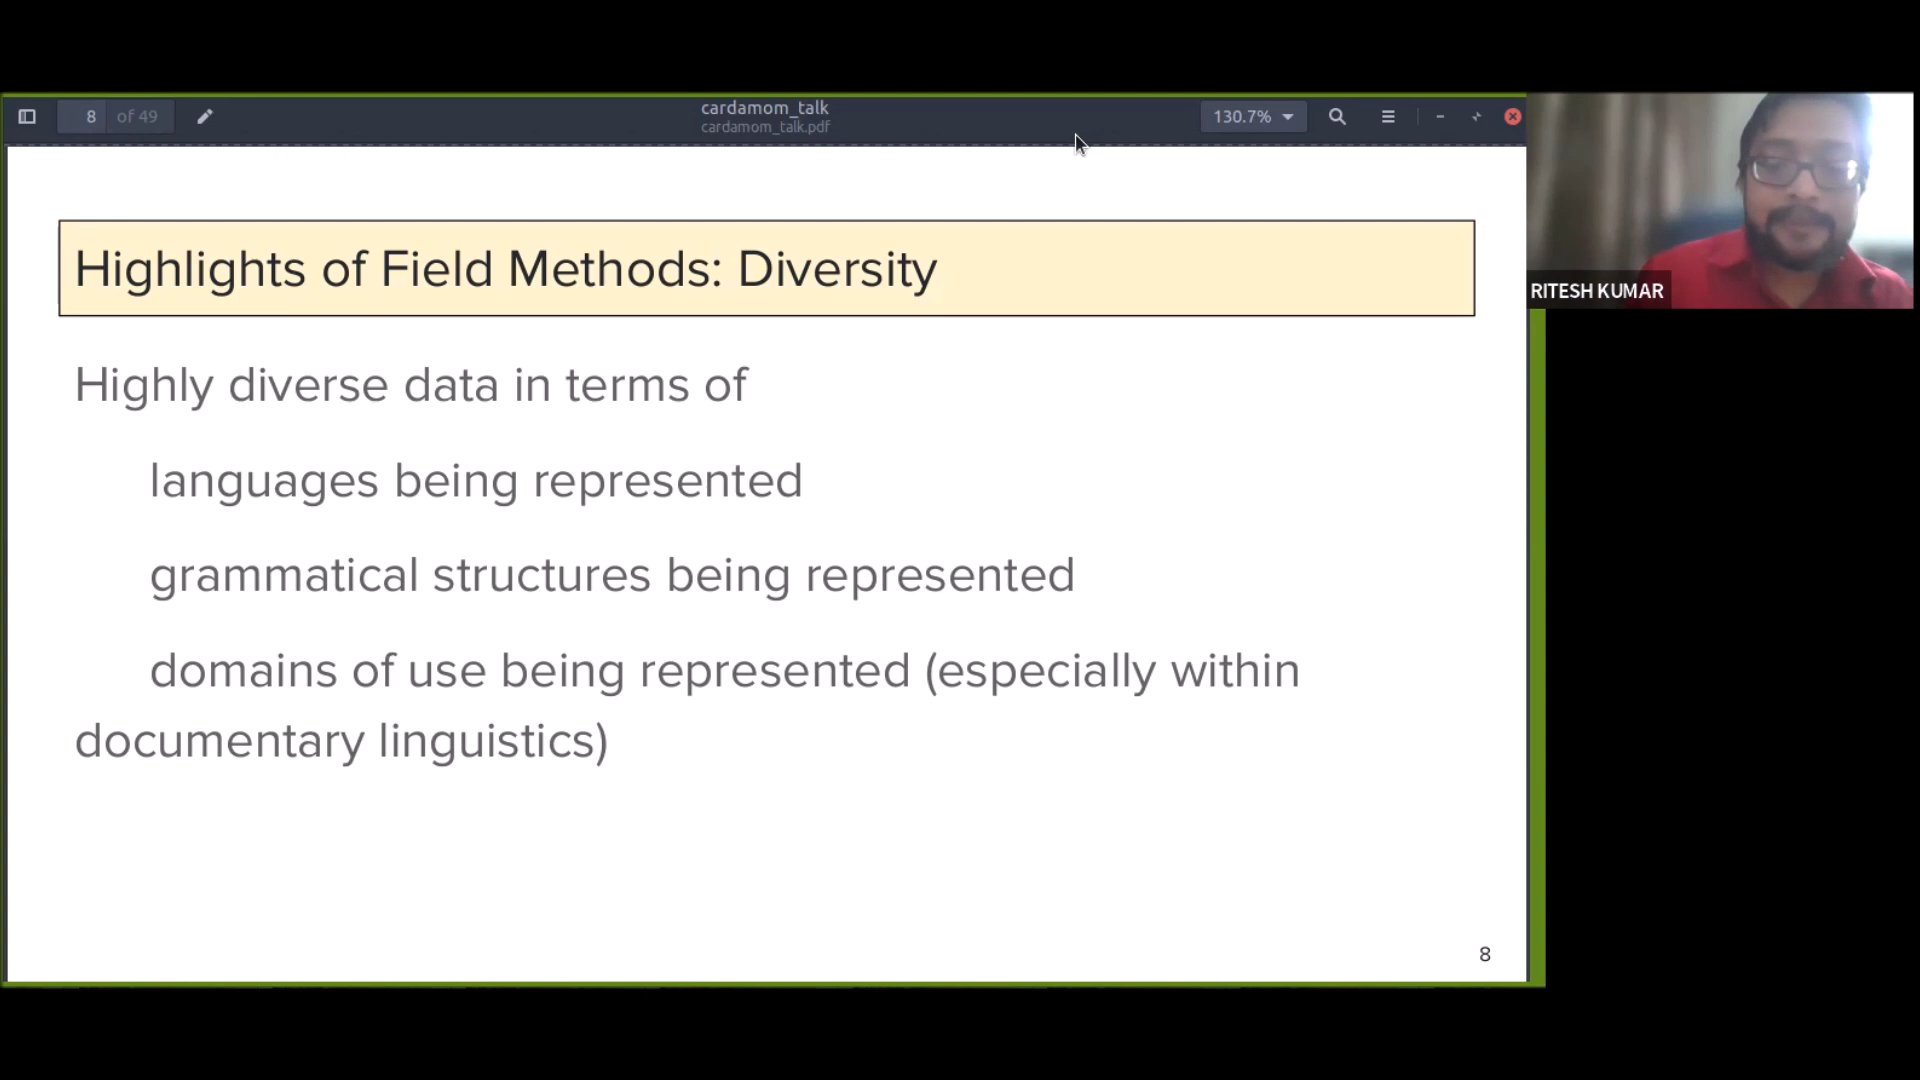 8 of 49
cardamom_talk
cardamom_talk.pdf
130.7%
Highlights of Field Methods: Diversity
Highly diverse data in terms of
languages being represented
grammatical structures being represented
domains of use being represented (especially within
documentary linguistics)
8
RITESH KUMAR